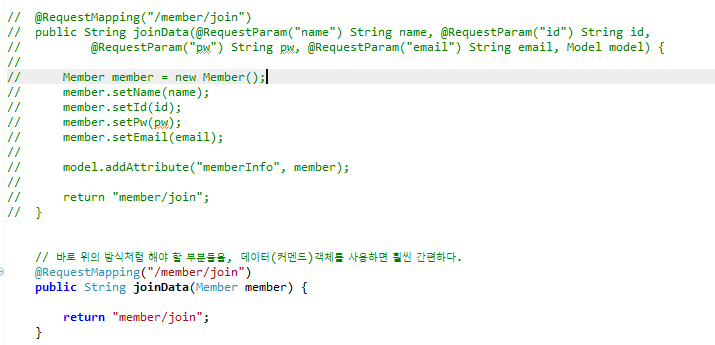 // @RequestMapping("/member/join")
// public String joinData(@RequestParam("name") String name, @RequestParam("id") String id,
//         @RequestParam("pw") String pw, @RequestParam("email") String email, Model model) {
//
//     Member member = new Member();
//     member.setName(name);
//     member.setId(id);
//     member.setPw(pw);
//     member.setEmail(email);
//
//     model.addAttribute("memberInfo", member);
//
//     return "member/join";
// }
// 바로 위의 방식처럼 해야 할 부분들을, 데이터(커멘드)객체를 사용하면 훨씬 간편하다.
@RequestMapping("/member/join")
public String joinData(Member member) {
return "member/join";
}